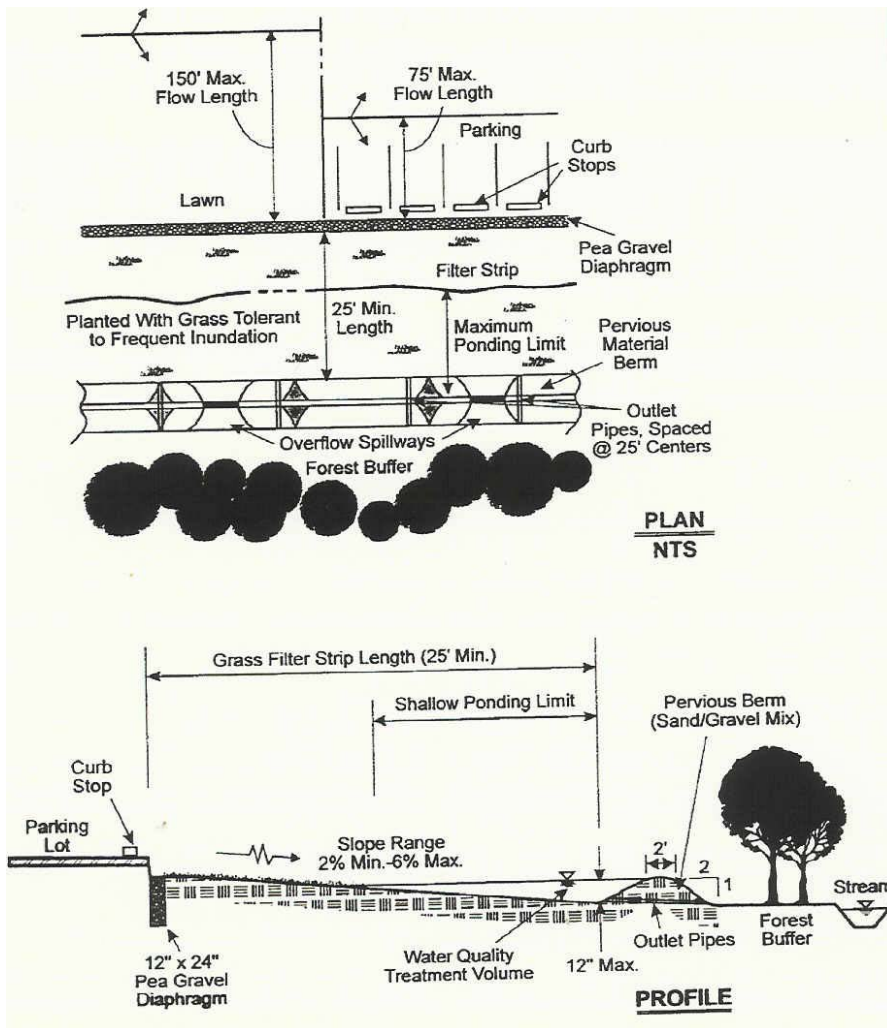 150' Max.
Flow Length
75' Max.
Flow Length
Parking
Curb
Stops
Lawn
Pea Gravel
Diaphragm
Filter Strip
25' Min.
Length
Planted With Grass Tolerant
to Frequent Inundation
Maximum
Ponding Limit
Pervious
Material
Berm
Outlet
Pipes, Spaced
@ 25' Centers
Overflow Spillways
Forest Buffer
PLAN
NTS
Grass Filter Strip Length (25' Min.)
Shallow Ponding Limit
Pervious Berm
(Sand/Gravel Mix)
Curb
Stop
Parking
Lot
Slope Range
2% Min.-6% Max.
2'
2
1
Stream
Forest
Buffer
Outlet Pipes
12" Max.
Water Quality
Treatment Volume
12" x 24"
Pea Gravel
Diaphragm
PROFILE